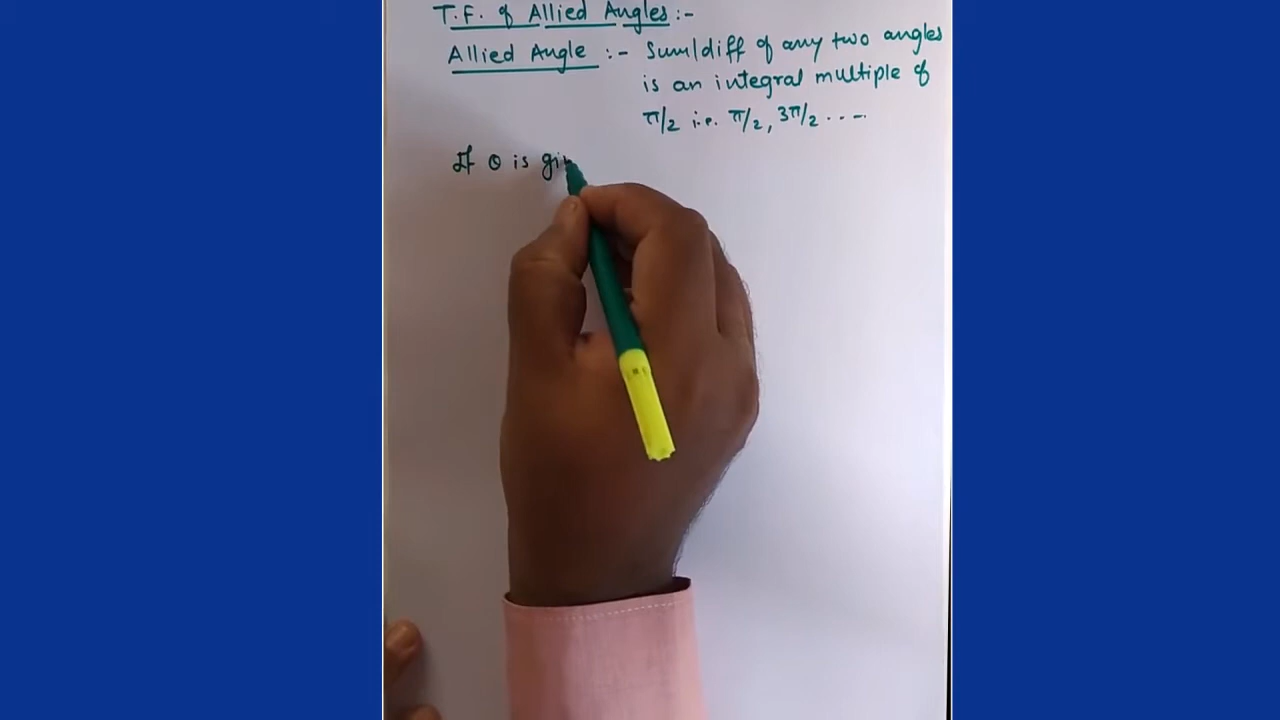 T.F. of Allied Angles :-
Allied Angle :- Sum/diff of any two angles
is an integral multiple of
π/2 i.e. π/2, 3π/2 ----
If θ is giv